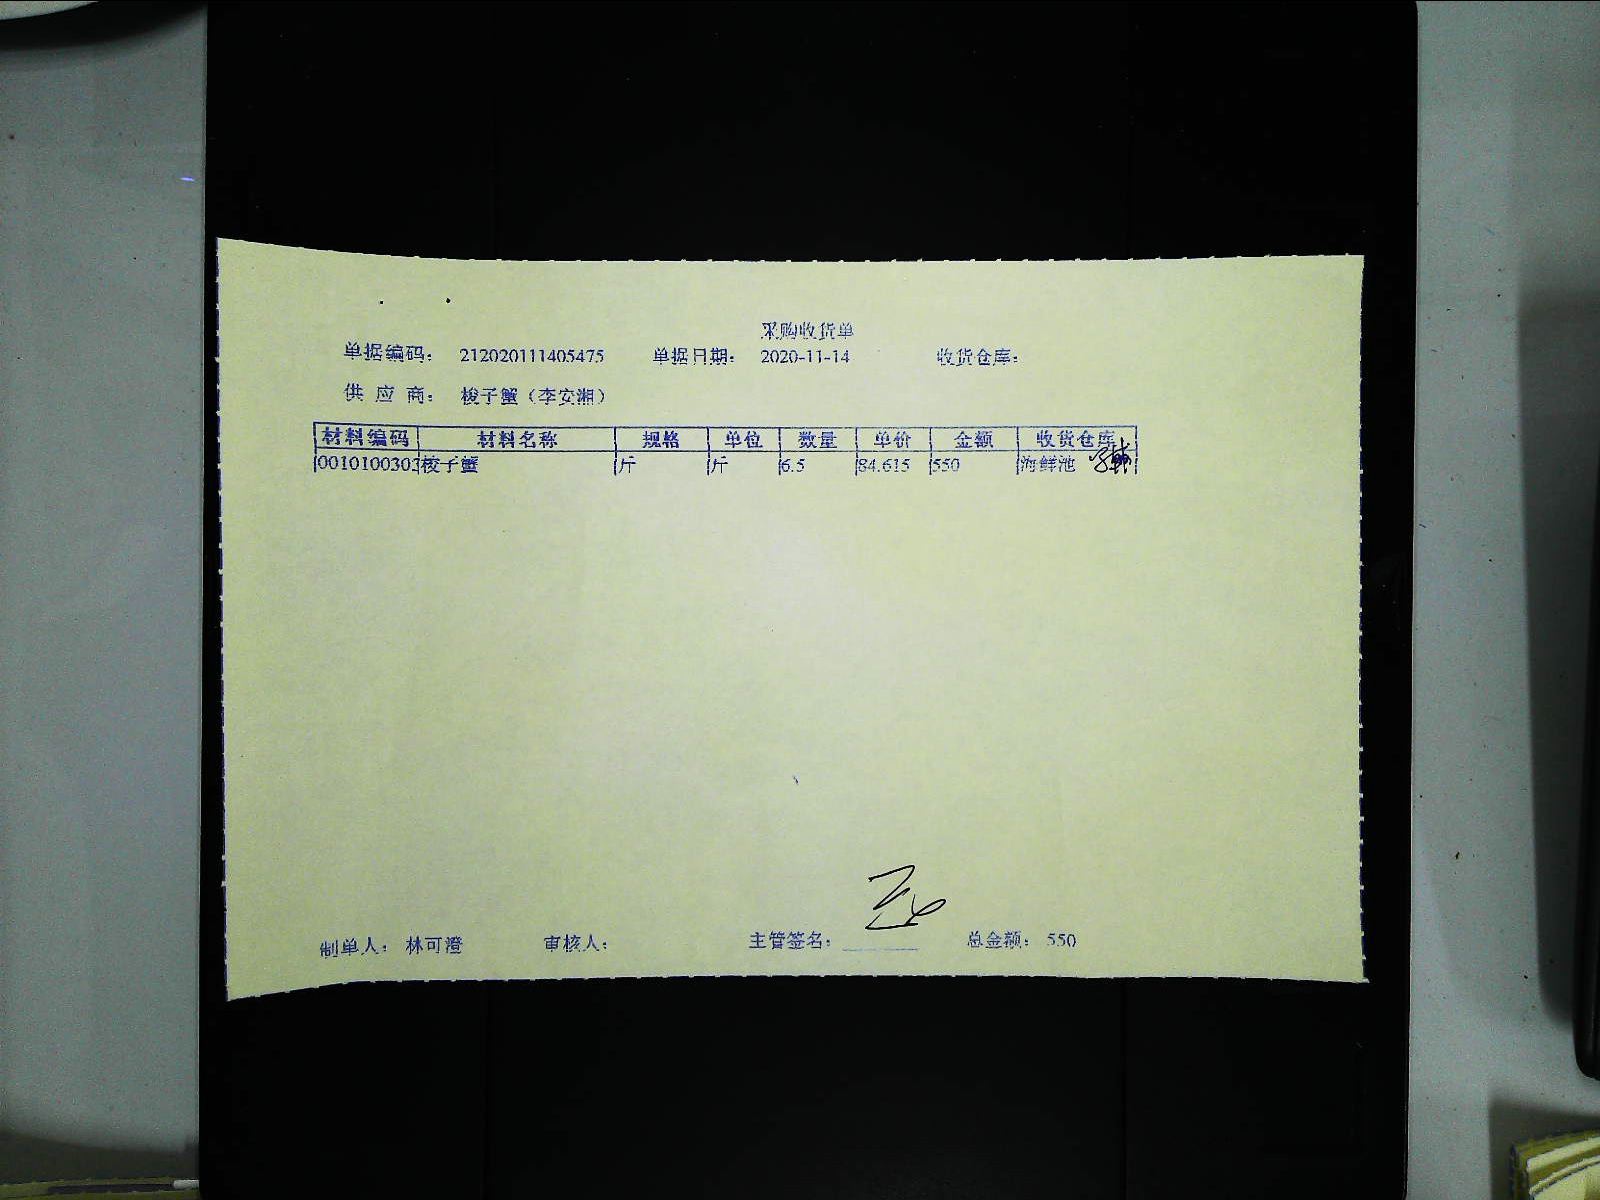 采购收货单
单据编码： 212020111405475 单据日期： 2020-11-14 收货仓库：
供 应 商： 梭子蟹（李安湘）
材料编码 材料名称 规格 单位 数量 单价 金额 收货仓库
0010100303 梭子蟹 斤 斤 6.5 84.615 550 海鲜池
制单人： 林可澄 审核人： 主管签名： 总金额： 550